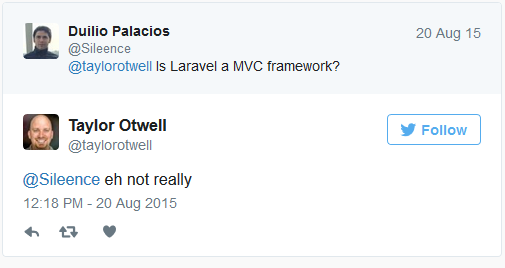 Duilio Palacios
20 Aug 15
@Sileence
@taylorotwell Is Laravel a MVC framework?
Taylor Otwell
Follow
@taylorotwell
@Sileence eh not really
12:18 PM - 20 Aug 2015